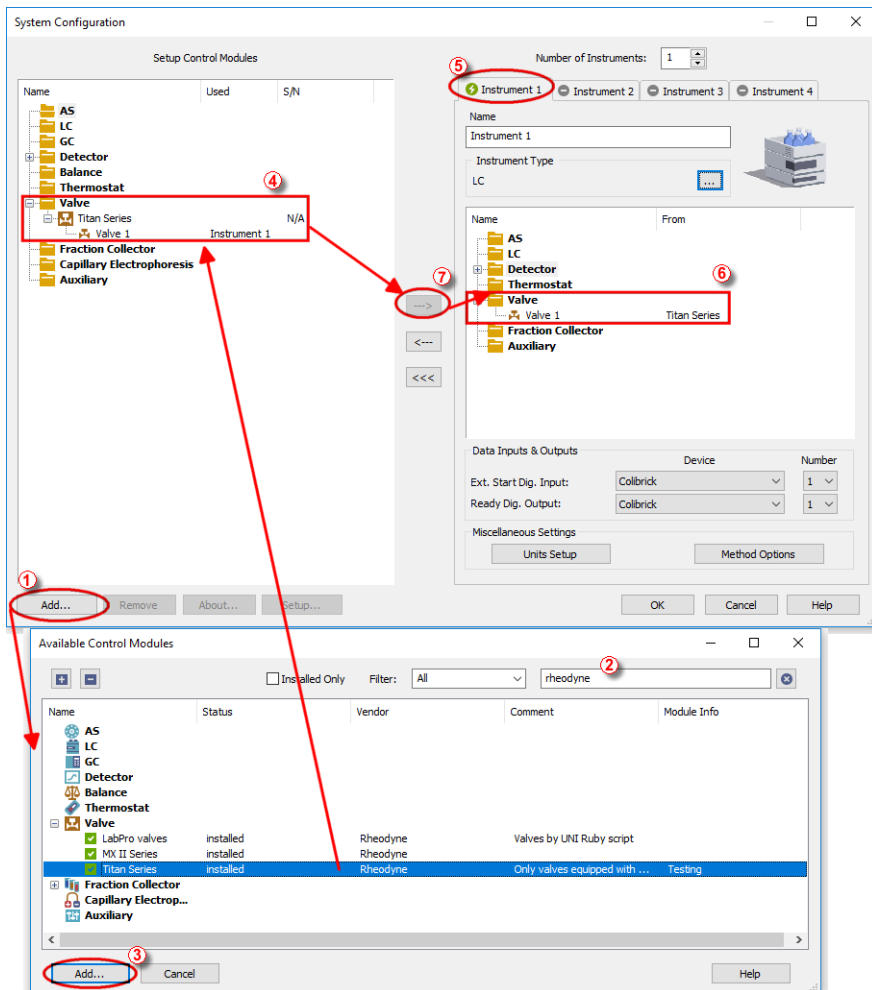 System Configuration
Setup Control Modules
Name Used S/N
AS
LC
GC
Detector
Balance
Thermostat
④
Valve
Titan Series N/A
Valve 1 Instrument 1
Fraction Collector
Capillary Electrophoresis
Auxiliary
⑦
--->
<---
<<<
Number of Instruments: 1
⑤
Instrument 1 Instrument 2 Instrument 3 Instrument 4
Name
Instrument 1
Instrument Type
LC ...
Name From
AS
LC
Detector
Thermostat
⑥
Valve
Valve 1 Titan Series
Fraction Collector
Auxiliary
Data Inputs & Outputs
Device Number
Ext. Start Dig. Input: Colibrick 1
Ready Dig. Output: Colibrick 1
Miscellaneous Settings
Units Setup Method Options
①
Add... Remove About... Setup... OK Cancel Help
Available Control Modules
②
Installed Only Filter: All rheodyne
Name Status Vendor Comment Module Info
AS
LC
GC
Detector
Balance
Thermostat
Valve
LabPro valves installed Rheodyne Valves by UNI Ruby script
MX II Series installed Rheodyne
Titan Series installed Rheodyne Only valves equipped with ... Testing
Fraction Collector
Capillary Electrop...
Auxiliary
③
Add... Cancel Help